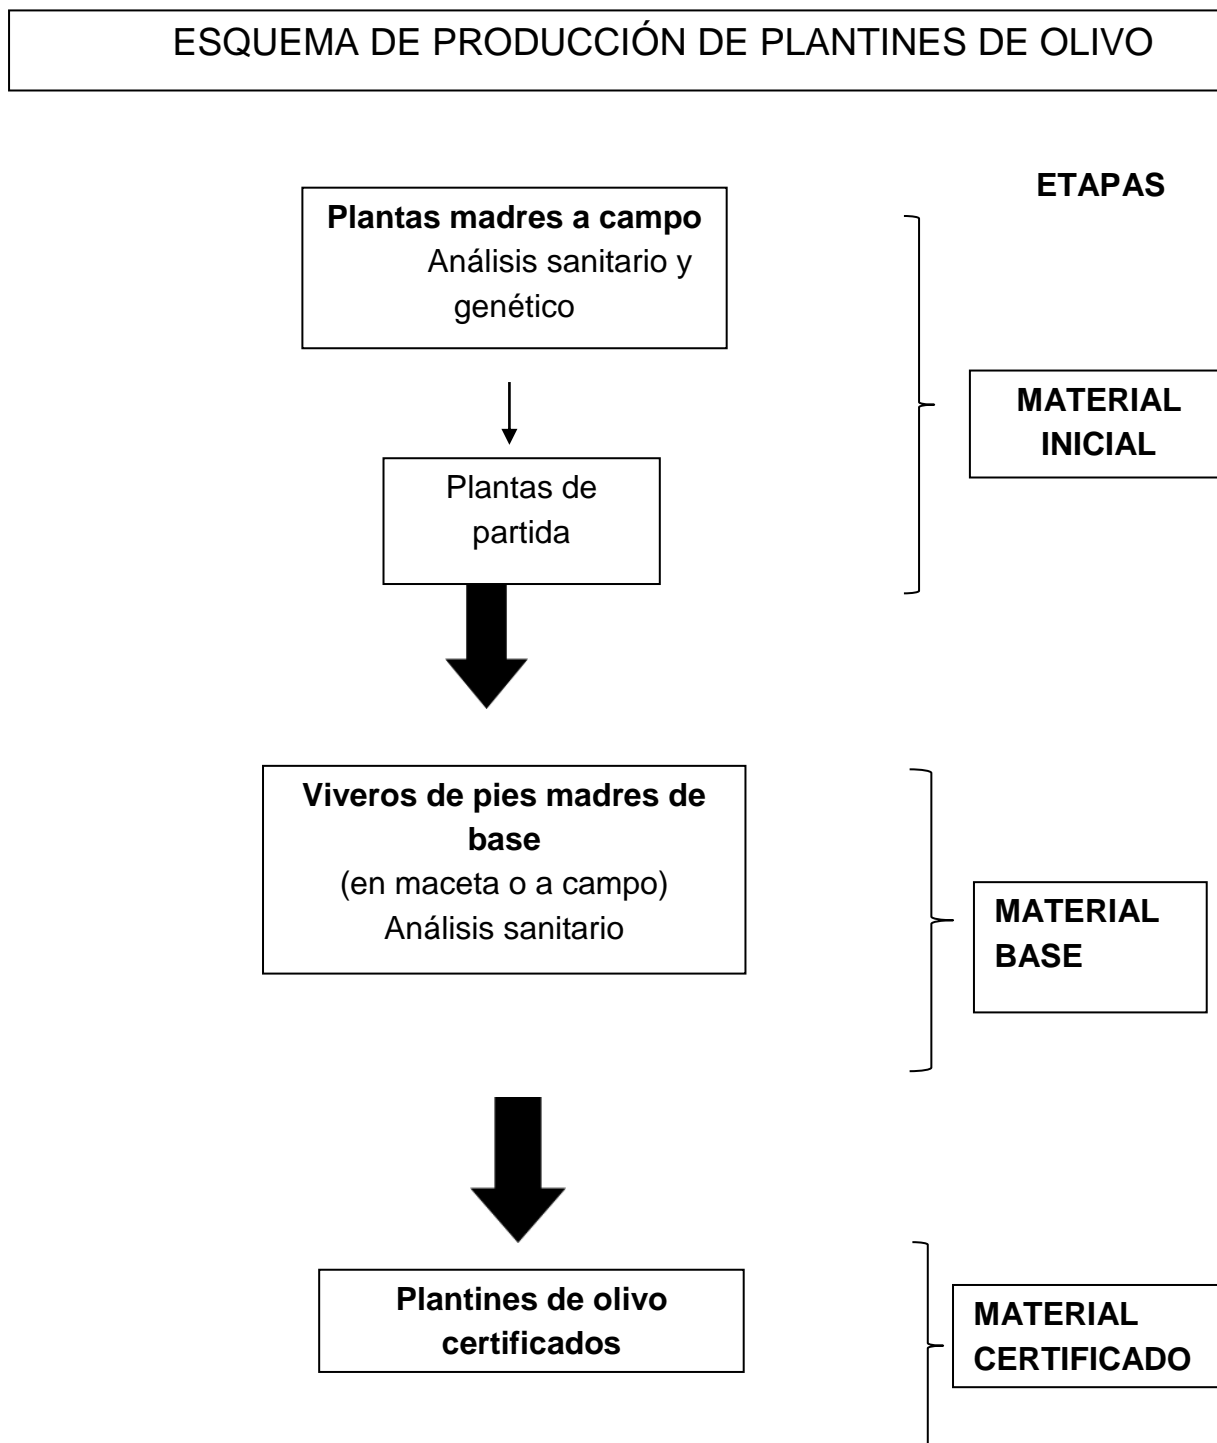 ESQUEMA DE PRODUCCIÓN DE PLANTINES DE OLIVO
ETAPAS
Plantas madres a campo
Análisis sanitario y
genético
MATERIAL
INICIAL
Plantas de
partida
Viveros de pies madres de
base
(en maceta o a campo)
Análisis sanitario
MATERIAL
BASE
Plantines de olivo
certificados
MATERIAL
CERTIFICADO